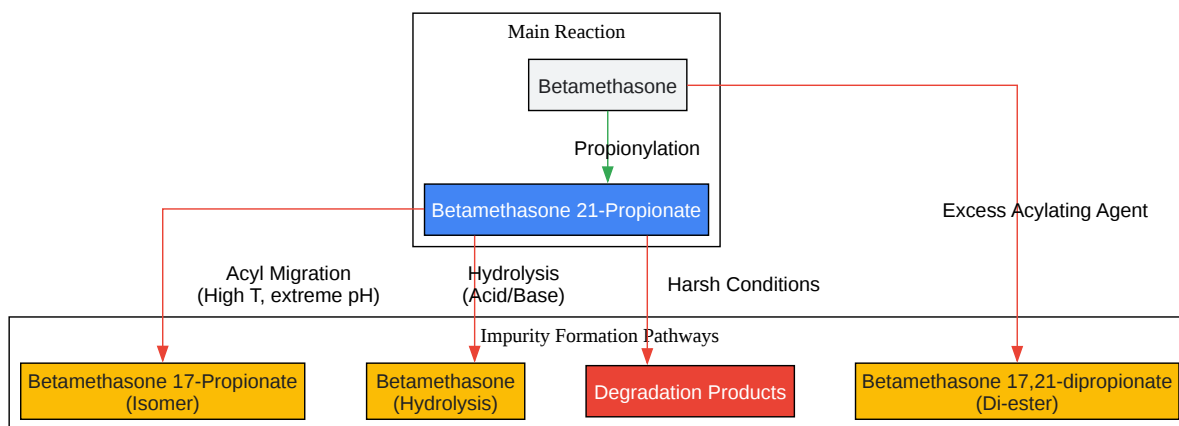 Main Reaction
Betamethasone
Propionylation
Betamethasone 21-Propionate
Excess Acylating Agent
Acyl Migration
(High T, extreme pH)
Hydrolysis
(Acid/Base)
Harsh Conditions
Impurity Formation Pathways
Betamethasone 17-Propionate
(Isomer)
Betamethasone
(Hydrolysis)
Degradation Products
Betamethasone 17,21-dipropionate
(Di-ester)